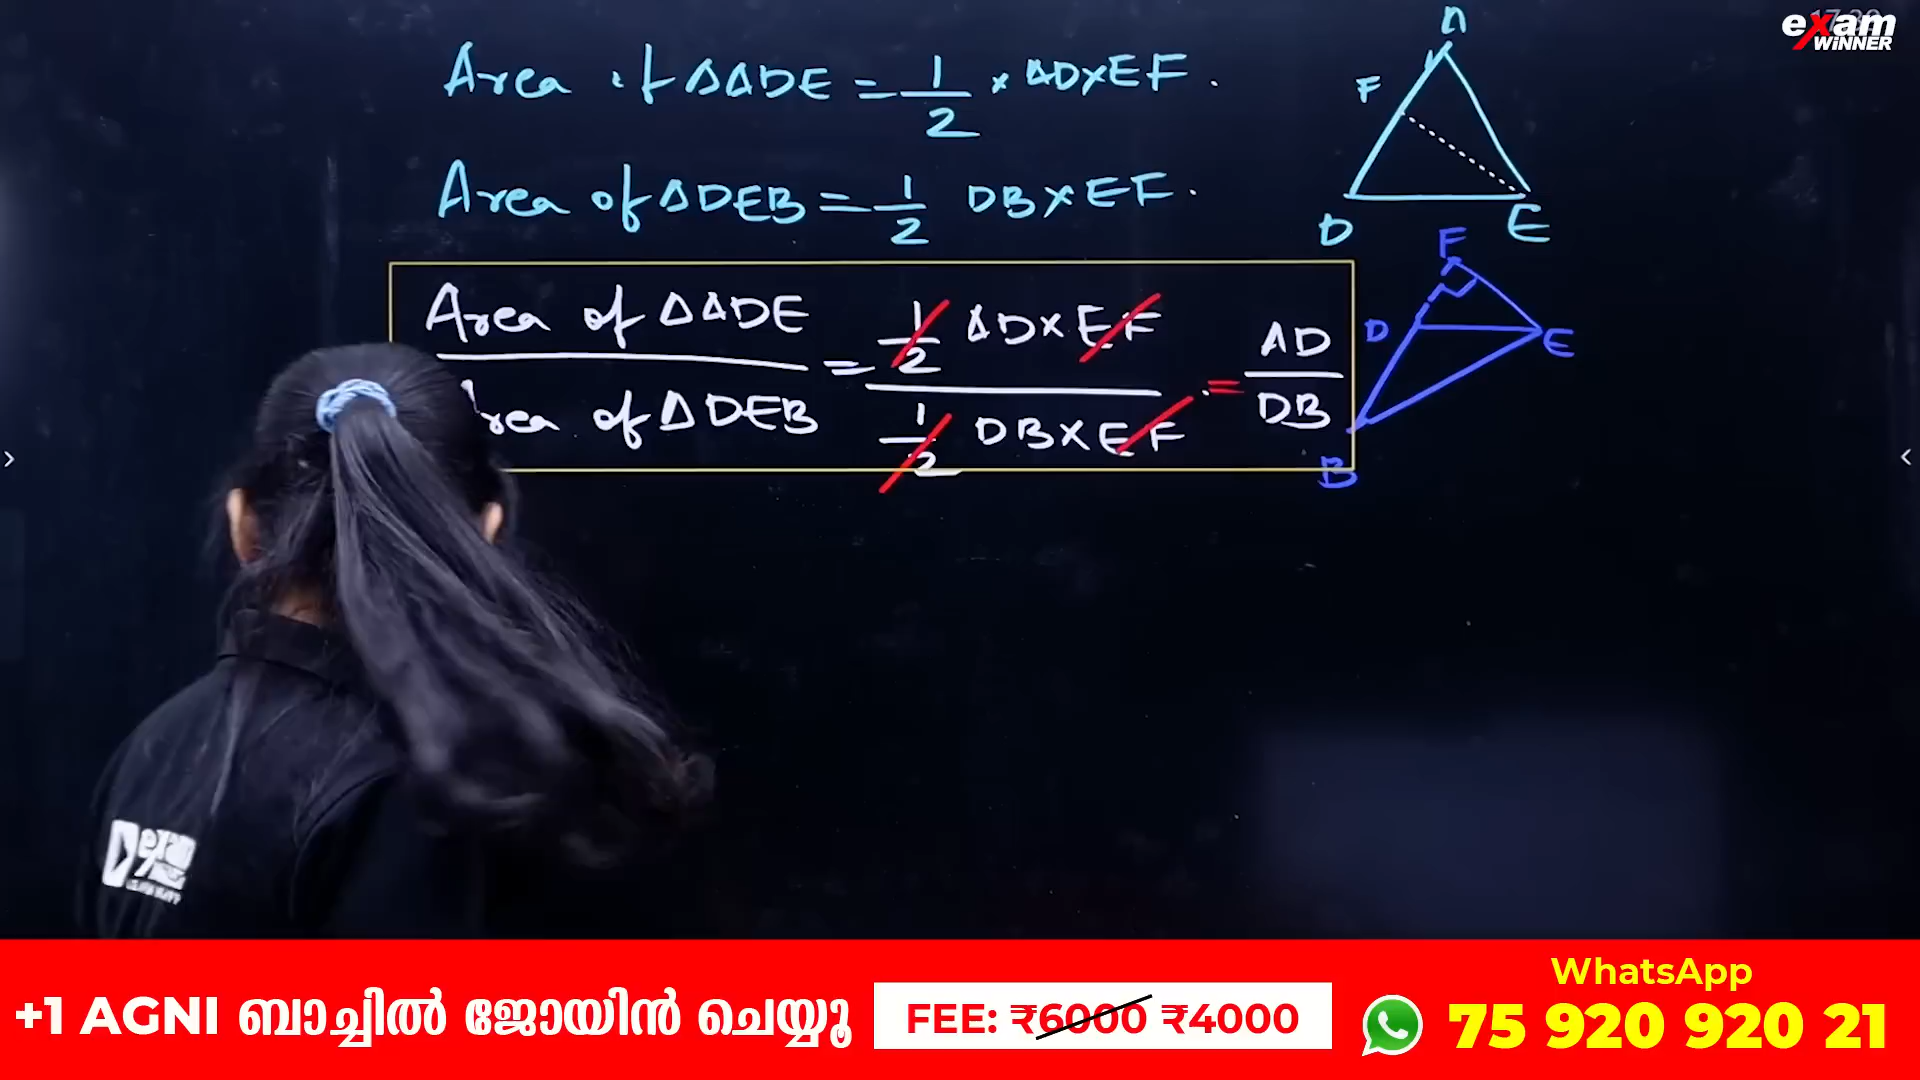 exam
WiNNER
A
Area of ΔADE = 1/2 × AD×EF.
F
Area of ΔDEB = 1/2 DB×EF.
D E
F
Area of ΔADE / Area of ΔDEB = 1/2 AD×EF / 1/2 DB×EF = AD/DB
D E
B
exam
+1 AGNI ബാച്ചിൽ ജോയിൻ ചെയ്യൂ
FEE: ₹6000 ₹4000
WhatsApp
75 920 920 21